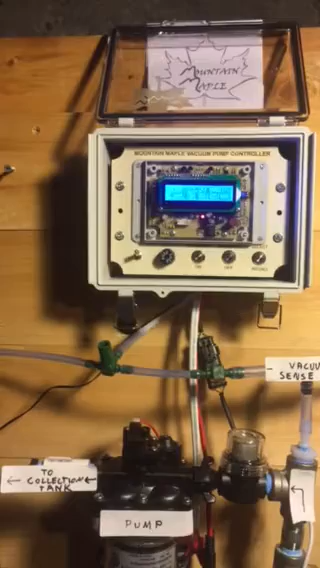 MOUNTAIN
MAPLE
MOUNTAIN MAPLE VACUUM PUMP CONTROLLER
ON
OFF
VACUUM
SENSE
← TO ←
COLLECTION
TANK
PUMP